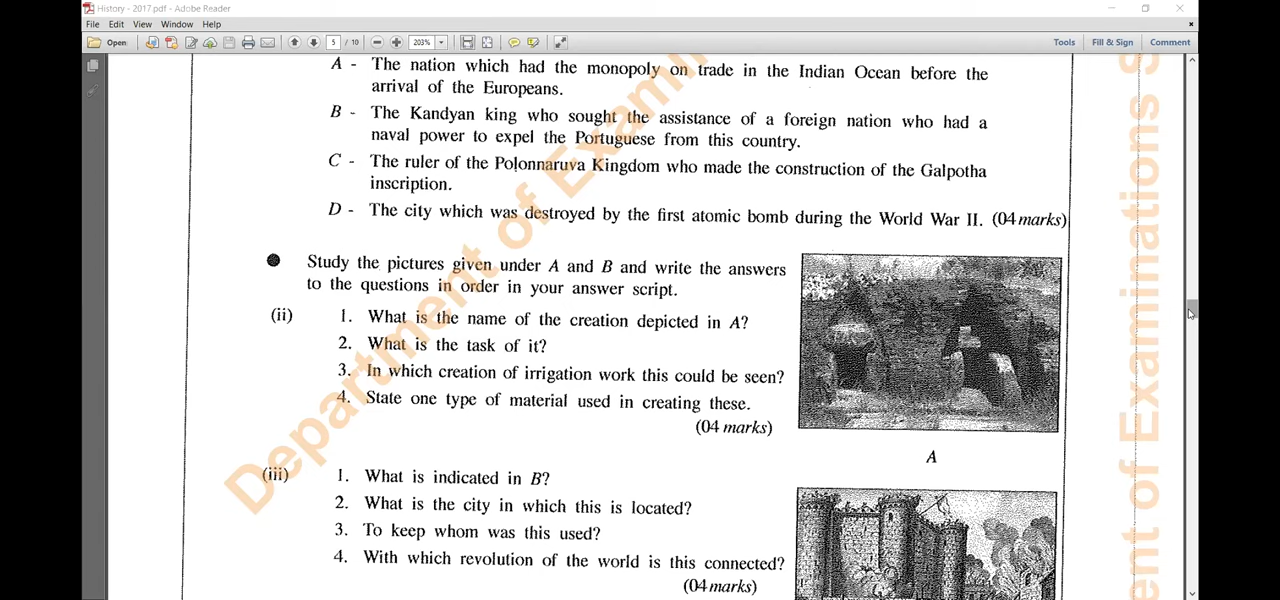 History - 2017.pdf - Adobe Reader
File Edit View Window Help
Open 5 / 10 203% Tools Fill & Sign Comment
A - The nation which had the monopoly on trade in the Indian Ocean before the
arrival of the Europeans.
B - The Kandyan king who sought the assistance of a foreign nation who had a
naval power to expel the Portuguese from this country.
C - The ruler of the Poḷonnaruva Kingdom who made the construction of the Galpotha
inscription.
D - The city which was destroyed by the first atomic bomb during the World War II. (04 marks)
● Study the pictures given under A and B and write the answers
to the questions in order in your answer script.
(ii) 1. What is the name of the creation depicted in A?
2. What is the task of it?
3. In which creation of irrigation work this could be seen?
4. State one type of material used in creating these.
(04 marks)
A
(iii) 1. What is indicated in B?
2. What is the city in which this is located?
3. To keep whom was this used?
4. With which revolution of the world is this connected?
(04 marks)
Department of Examin
of Examinations S
ent of